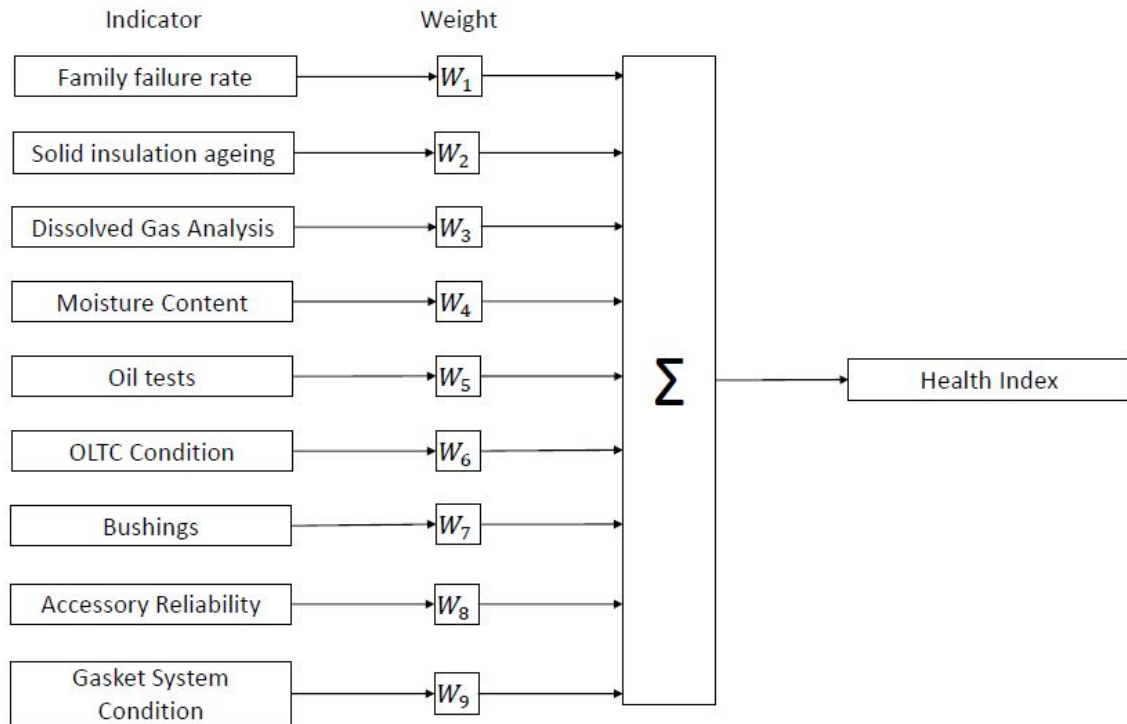 Indicator Weight
Family failure rate W₁
Solid insulation ageing W₂
Dissolved Gas Analysis W₃
Moisture Content W₄
Oil tests W₅
Σ Health Index
OLTC Condition W₆
Bushings W₇
Accessory Reliability W₈
Gasket System
Condition W₉